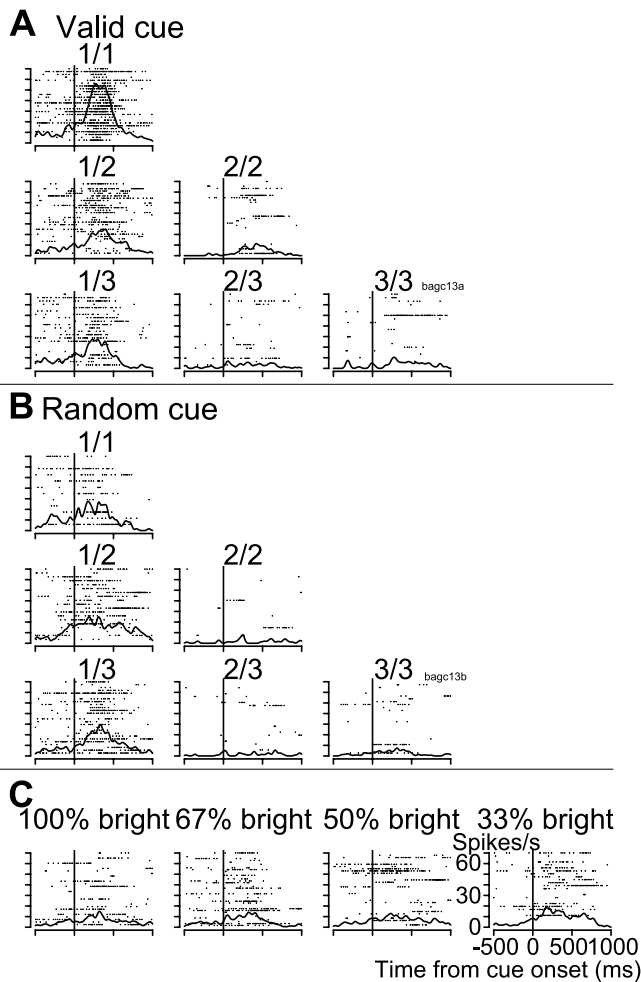 A Valid cue
1/1
1/2 2/2
1/3 2/3 3/3 bagc13a
B Random cue
1/1
1/2 2/2
1/3 2/3 3/3 bagc13b
C
100% bright 67% bright 50% bright 33% bright
Spikes/s
60
30
0
-500 0 500 1000
Time from cue onset (ms)